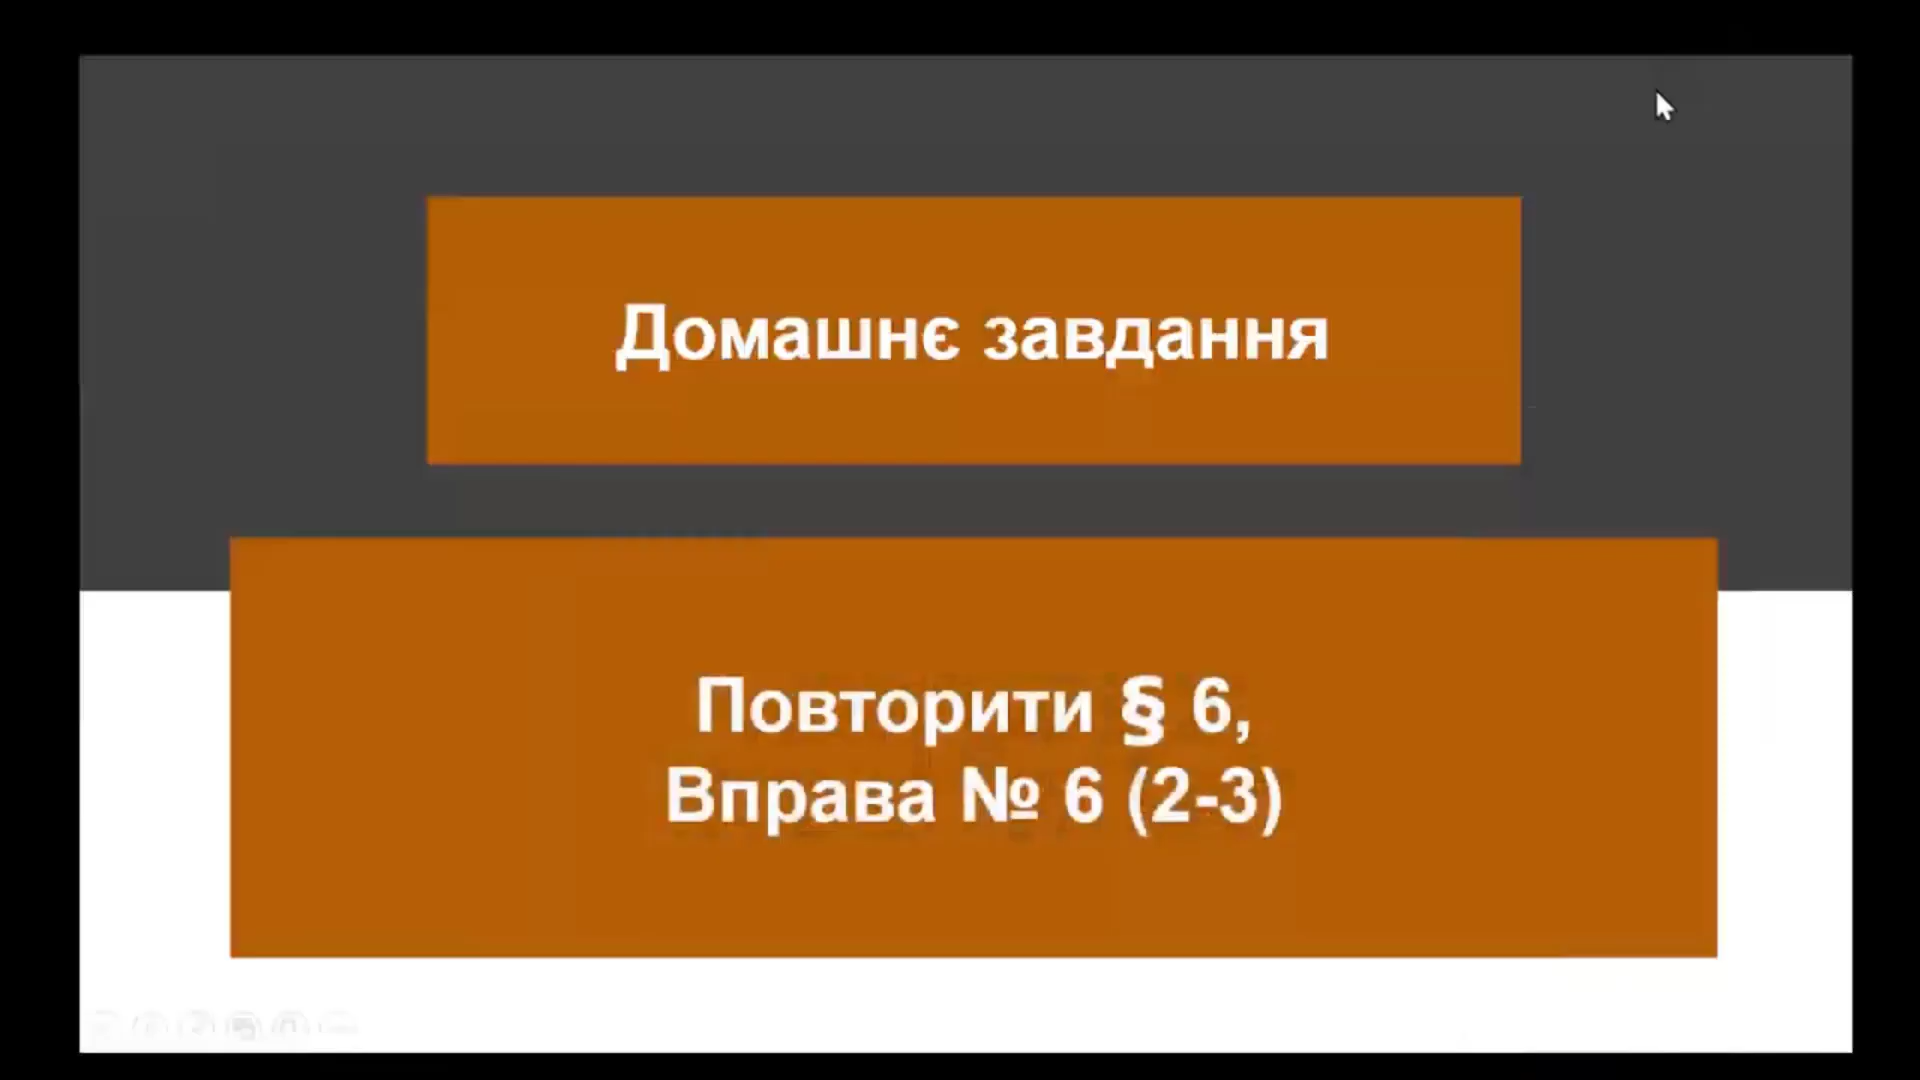 Домашнє завдання
Повторити § 6,
Вправа № 6 (2-3)